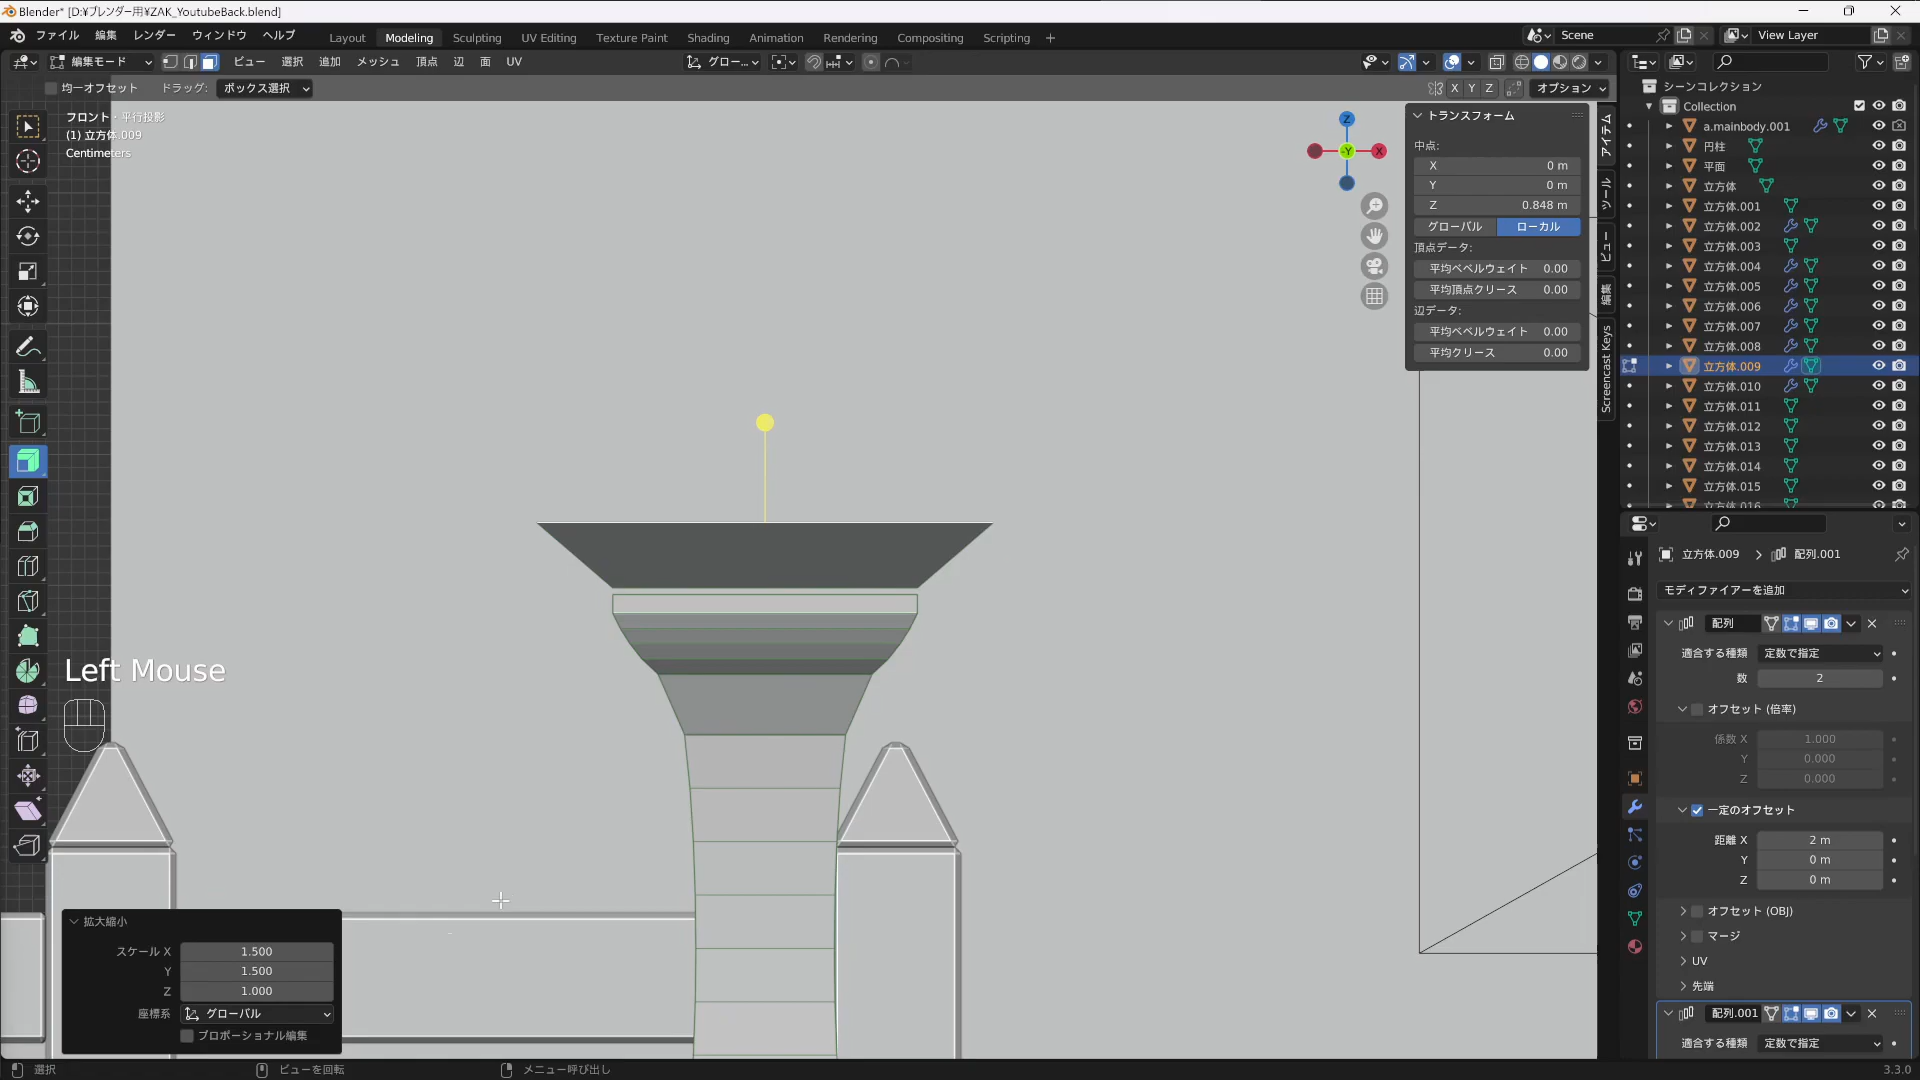 Blender* [D:¥ブレンダー用¥ZAK_YoutubeBack.blend]
ファイル 編集 レンダー ウィンドウ ヘルプ Layout Modeling Sculpting UV Editing Texture Paint Shading Animation Rendering Compositing Scripting + Scene View Layer
編集モード ビュー 選択 追加 メッシュ 頂点 辺 面 UV グロー...
均一オフセット ドラッグ: ボックス選択 X Y Z オプション
フロント・平行投影
(1) 立方体.009
Centimeters
Z
Y
X
トランスフォーム
中点:
X 0 m
Y 0 m
Z 0.848 m
グローバル ローカル
頂点データ:
平均ベベルウェイト 0.00
平均頂点クリース 0.00
辺データ:
平均ベベルウェイト 0.00
平均クリース 0.00
アイテム
ツール
ビュー
編集
Screencast Keys
シーンコレクション
Collection
a.mainbody.001
円柱
平面
立方体
立方体.001
立方体.002
立方体.003
立方体.004
立方体.005
立方体.006
立方体.007
立方体.008
立方体.009
立方体.010
立方体.011
立方体.012
立方体.013
立方体.014
立方体.015
立方体.016
立方体.009 配列.001
モディファイアーを追加
配列
適合する種類 定数で指定
数 2
オフセット (倍率)
係数 X 1.000
Y 0.000
Z 0.000
一定のオフセット
距離 X 2 m
Y 0 m
Z 0 m
オフセット (OBJ)
マージ
UV
先端
配列.001
適合する種類 定数で指定
Left Mouse
拡大縮小
スケール X 1.500
Y 1.500
Z 1.000
座標系 グローバル
プロポーショナル編集
選択 ビューを回転 メニュー呼び出し 3.3.0